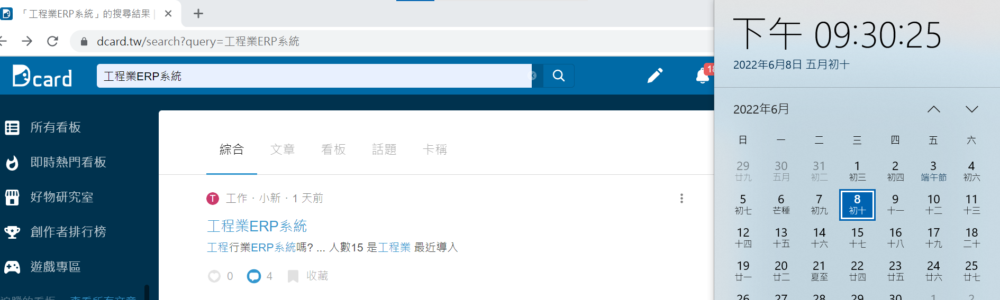 「工程業ERP系統」的搜尋結果 |
dcard.tw/search?query=工程業ERP系統
Dcard
工程業ERP系統
18
所有看板
即時熱門看板
好物研究室
創作者排行榜
遊戲專區
查看所有文章
綜合 文章 看板 話題 卡稱
T 工作・小新・1 天前
工程業ERP系統
工程行業ERP系統嗎? ... 人數15 是工程業 最近導入
0 4 收藏
下午 09:30:25
2022年6月8日 五月初十
2022年6月
日 一 二 三 四 五 六
29 30 31 1 2 3 4
廿九 五月 初二 初三 初四 端午節 初六
5 6 7 8 9 10 11
初七 芒種 初九 初十 十一 十二 十三
12 13 14 15 16 17 18
十四 十五 十六 十七 十八 十九 二十
19 20 21 22 23 24 25
廿一 廿二 夏至 廿四 廿五 廿六 廿七
26 27 28 29 30 1 2